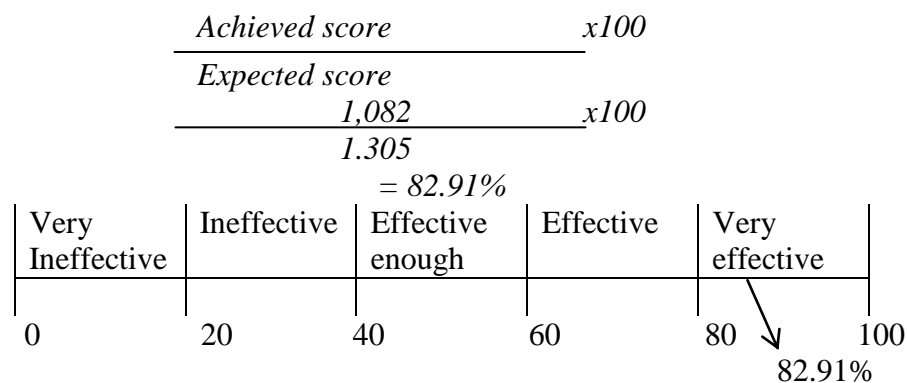 Achieved score x100
Expected score
1,082 x100
1.305
= 82.91%
Very Ineffective Effective Effective Very
Ineffective enough effective
0 20 40 60 80 100
82.91%